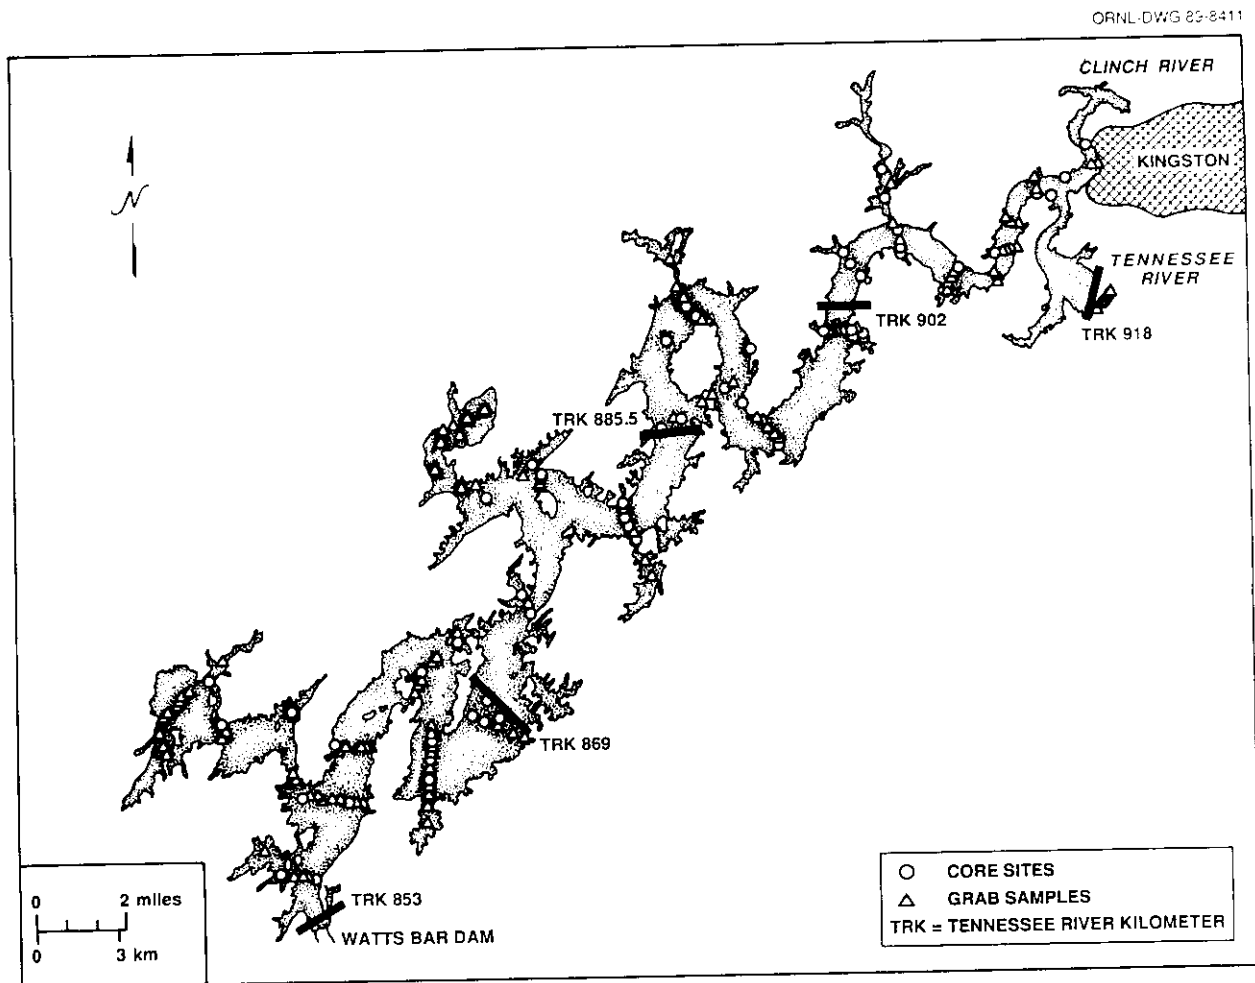 ORNL-DWG 89-8411
CLINCH RIVER
KINGSTON
N
TENNESSEE
RIVER
TRK 902
TRK 918
TRK 885.5
TRK 869
TRK 853
WATTS BAR DAM
0 2 miles
0 3 km
CORE SITES
GRAB SAMPLES
TRK = TENNESSEE RIVER KILOMETER